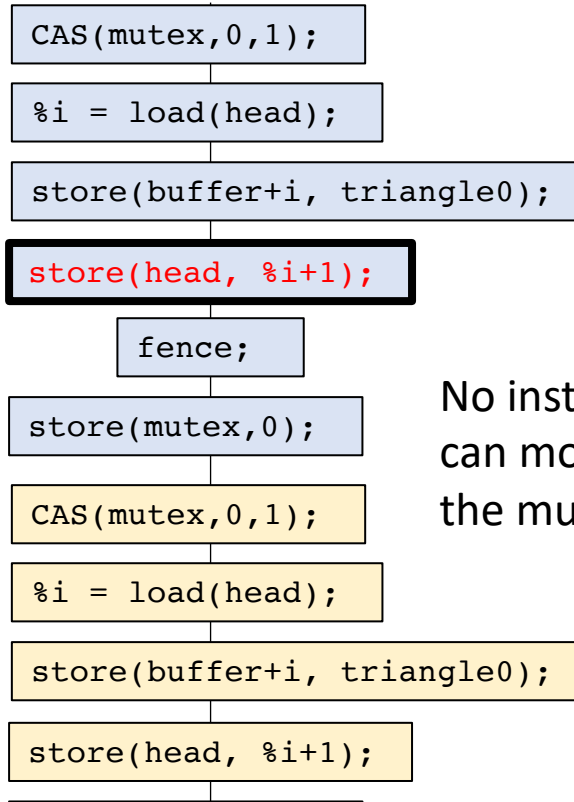 CAS(mutex,0,1);
%i = load(head);
store(buffer+i, triangle0);
store(head, %i+1);
fence;
store(mutex,0);
No inst
can mo
the mu
CAS(mutex,0,1);
%i = load(head);
store(buffer+i, triangle0);
store(head, %i+1);